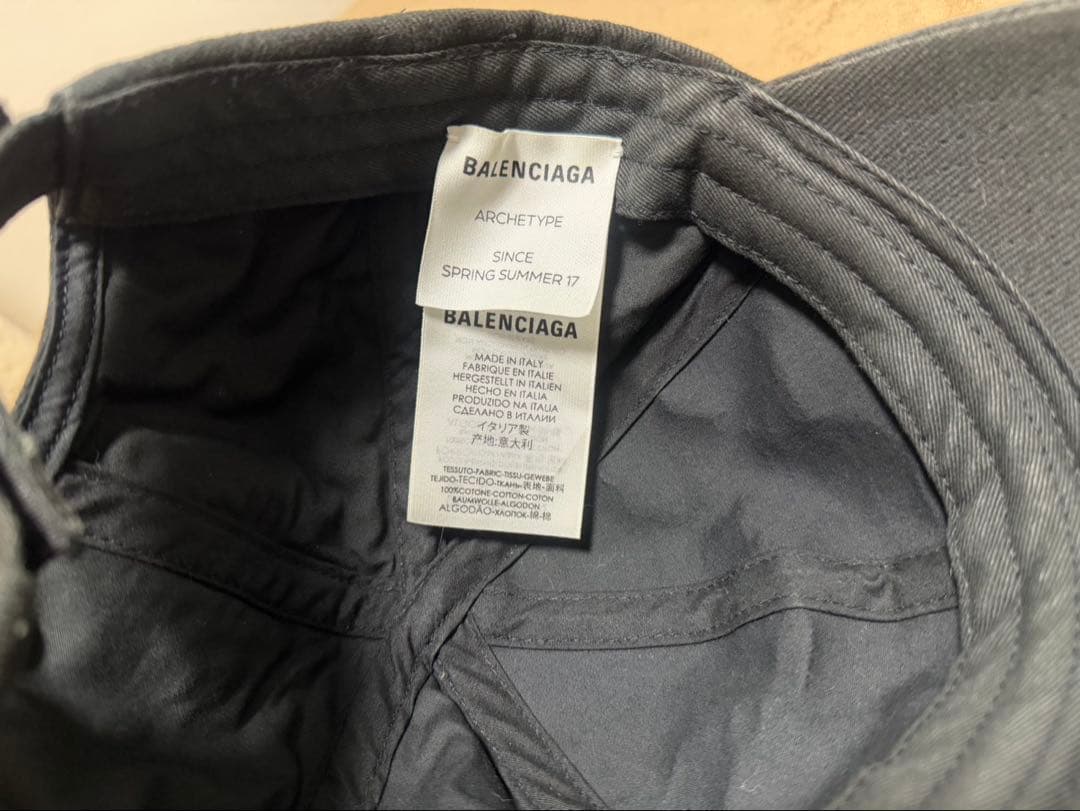 BALENCIAGA
ARCHETYPE
SINCE
SPRING SUMMER 17
BALENCIAGA
MADE IN ITALY
FABRIQUE EN ITALIE
HERGESTELLT IN ITALIEN
HECHO EN ITALIA
PRODUZIDO NA ITALIA
СДЕЛАНО В ИТАЛИИ
イタリア製
产地:意大利
TESSUTO-FABRIC-TISSU-GEWEBE
TEJIDO-TECIDO-ТКАНЬ-表地-面料
100%COTONE-COTTON-COTON
BAUMWOLLE-ALGODON
ALGODÃO-ХЛОПОК-綿-棉